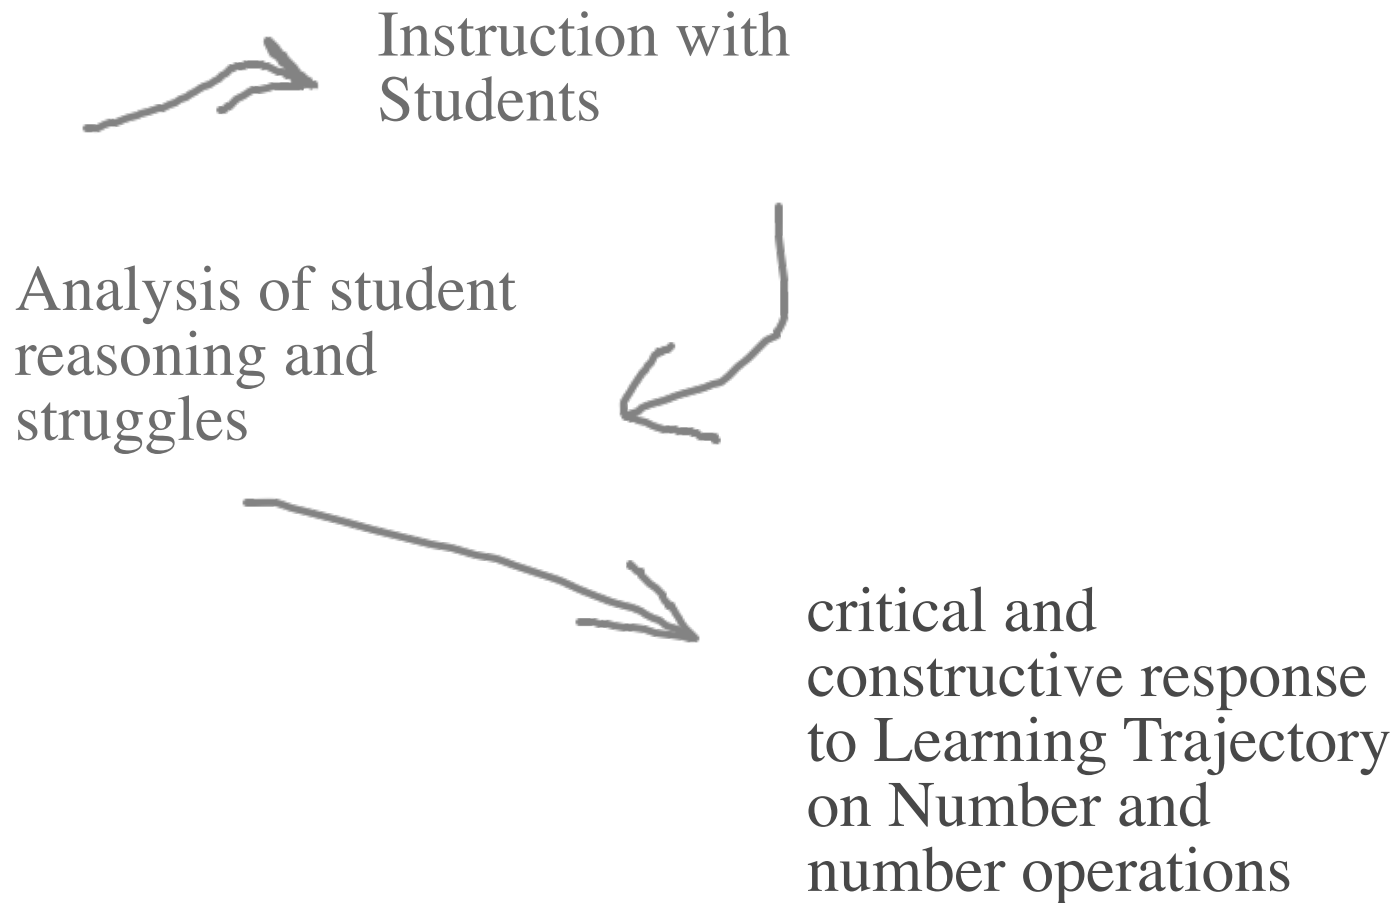 Instruction with
Students
Analysis of student
reasoning and
struggles
critical and
constructive response
to Learning Trajectory
on Number and
number operations